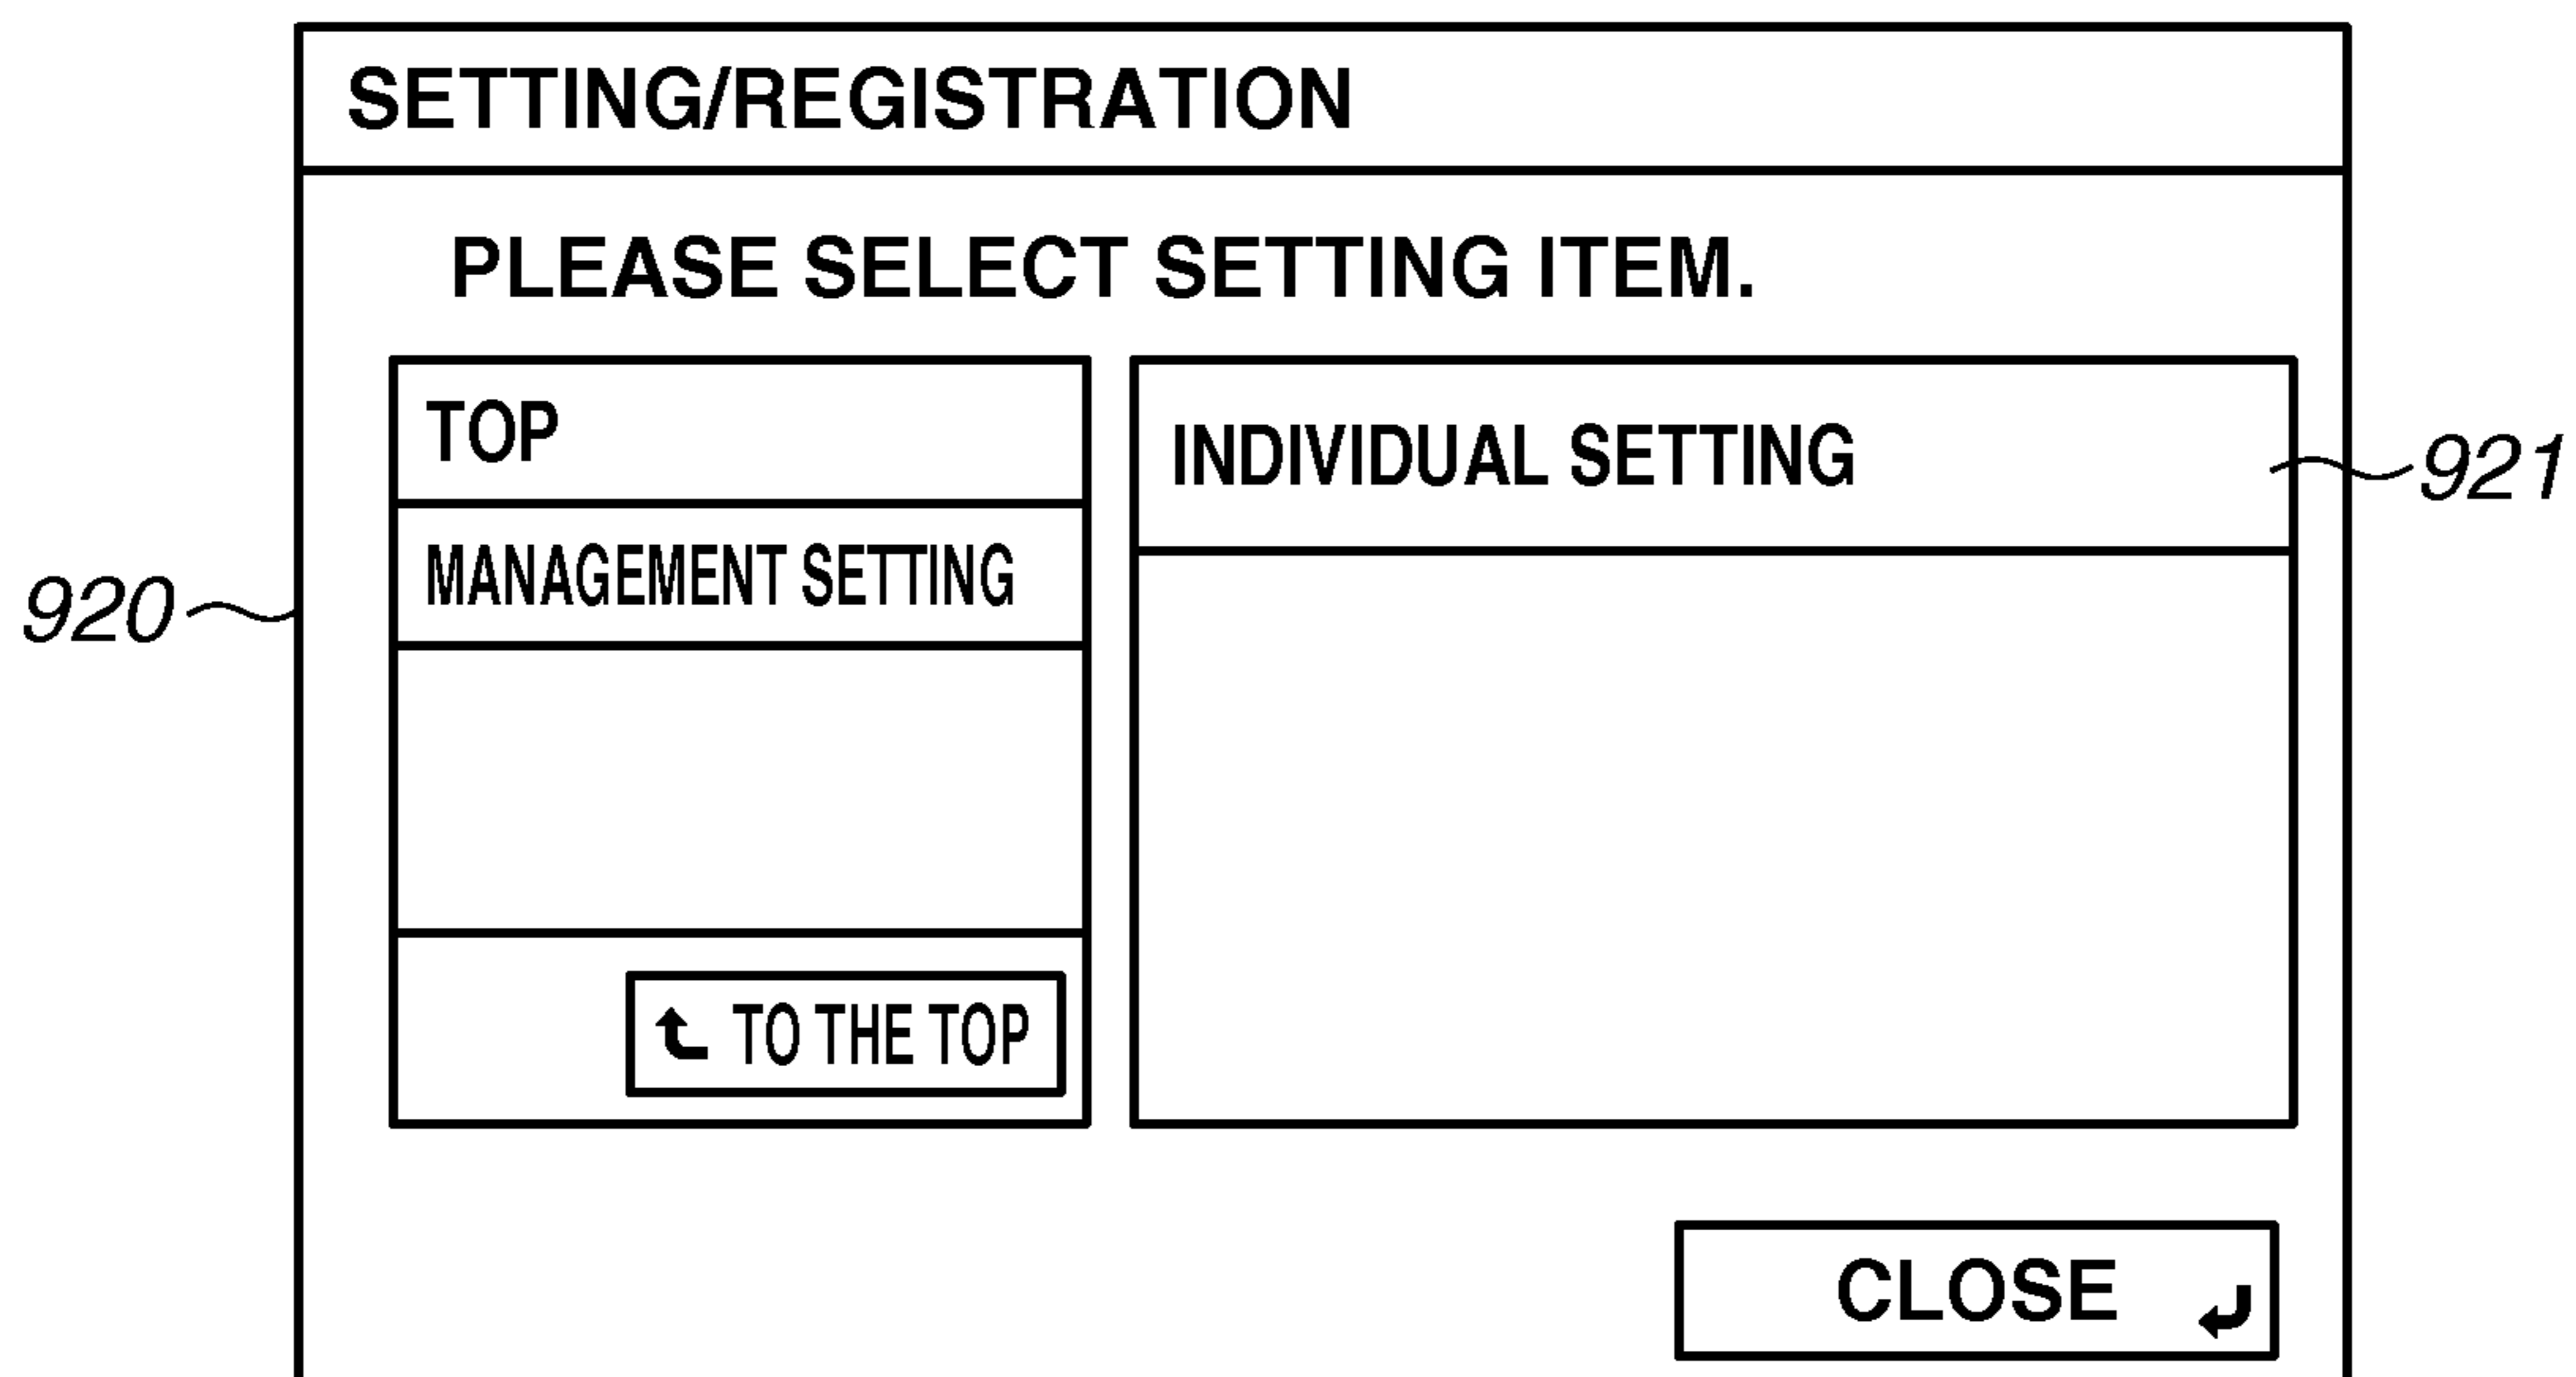 SETTING/REGISTRATION
PLEASE SELECT SETTING ITEM.
TOP
MANAGEMENT SETTING
TO THE TOP
INDIVIDUAL SETTING
CLOSE
920
921